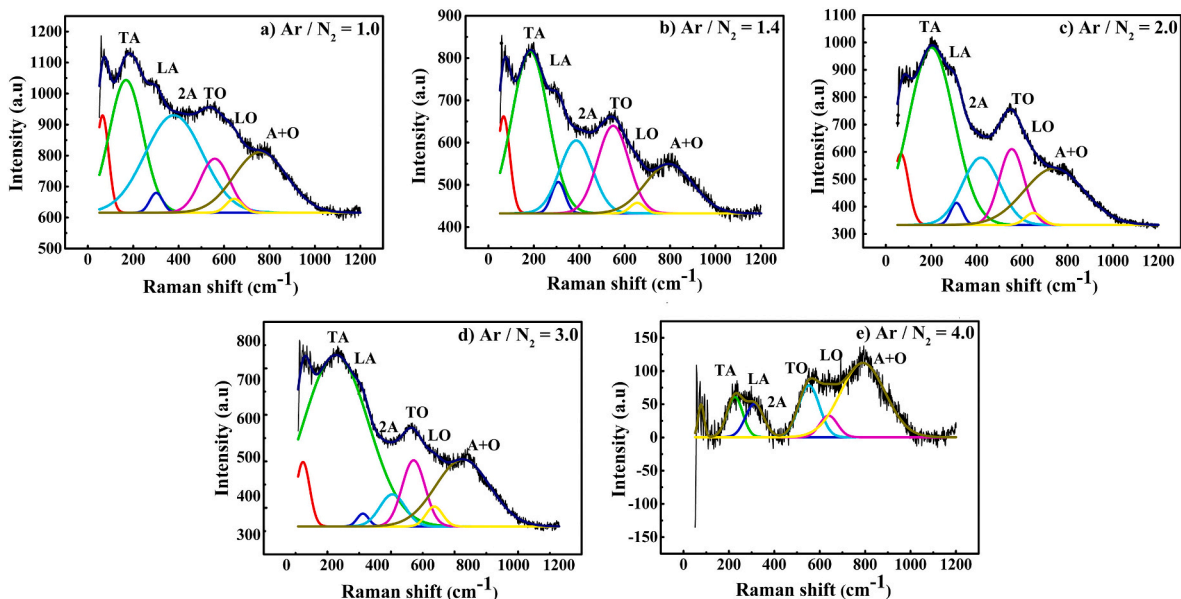 a) Ar / N2 = 1.0
TA
LA
2A
TO
LO
A+O
1200
1100
1000
900
800
700
600
500
0 200 400 600 800 1000 1200
Intensity (a.u)
Raman shift (cm-1)
b) Ar / N2 = 1.4
TA
LA
2A
TO
LO
A+O
900
800
700
600
500
400
0 200 400 600 800 1000 1200
Intensity (a.u)
Raman shift (cm-1)
c) Ar / N2 = 2.0
TA
LA
2A
TO
LO
A+O
1100
1000
900
800
700
600
500
400
300
0 200 400 600 800 1000 1200
Intensity (a.u)
Raman shift (cm-1)
d) Ar / N2 = 3.0
TA
LA
2A
TO
LO
A+O
800
700
600
500
400
300
0 200 400 600 800 1000 1200
Intensity (a.u)
Raman shift (cm-1)
e) Ar / N2 = 4.0
TA
LA
2A
TO
LO
A+O
150
100
50
0
-50
-100
-150
0 200 400 600 800 1000 1200
Intensity (a.u)
Raman shift (cm-1)